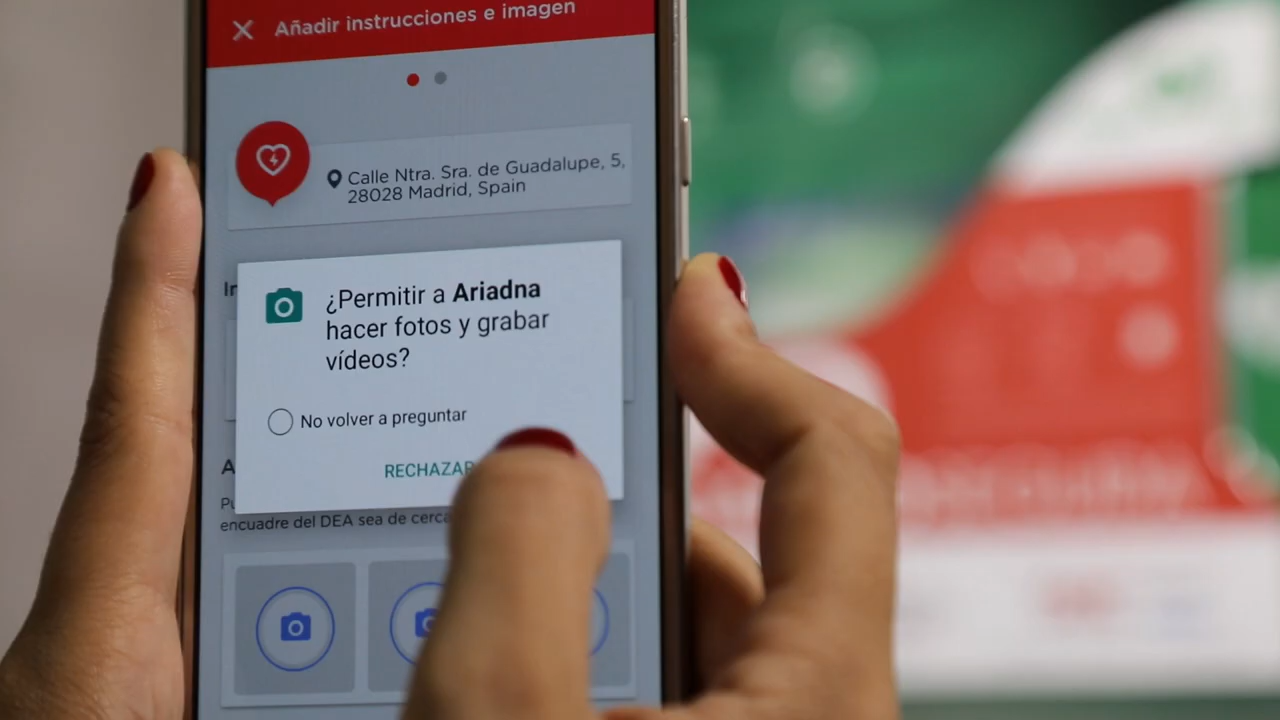 Añadir instrucciones e imagen
Calle Ntra. Sra. de Guadalupe, 5,
28028 Madrid, Spain
¿Permitir a Ariadna
hacer fotos y grabar
vídeos?
No volver a preguntar
RECHAZAR
encuadre del DEA sea de cerca